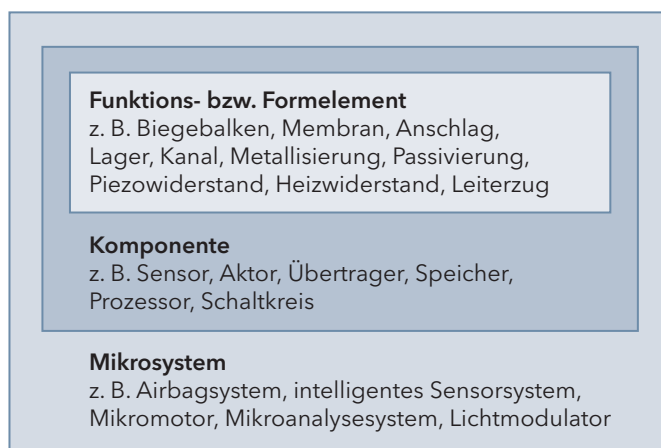 Funktions- bzw. Formelement
z. B. Biegebalken, Membran, Anschlag,
Lager, Kanal, Metallisierung, Passivierung,
Piezowiderstand, Heizwiderstand, Leiterzug
Komponente
z. B. Sensor, Aktor, Übertrager, Speicher,
Prozessor, Schaltkreis
Mikrosystem
z. B. Airbagsystem, intelligentes Sensorsystem,
Mikromotor, Mikroanalysesystem, Lichtmodulator